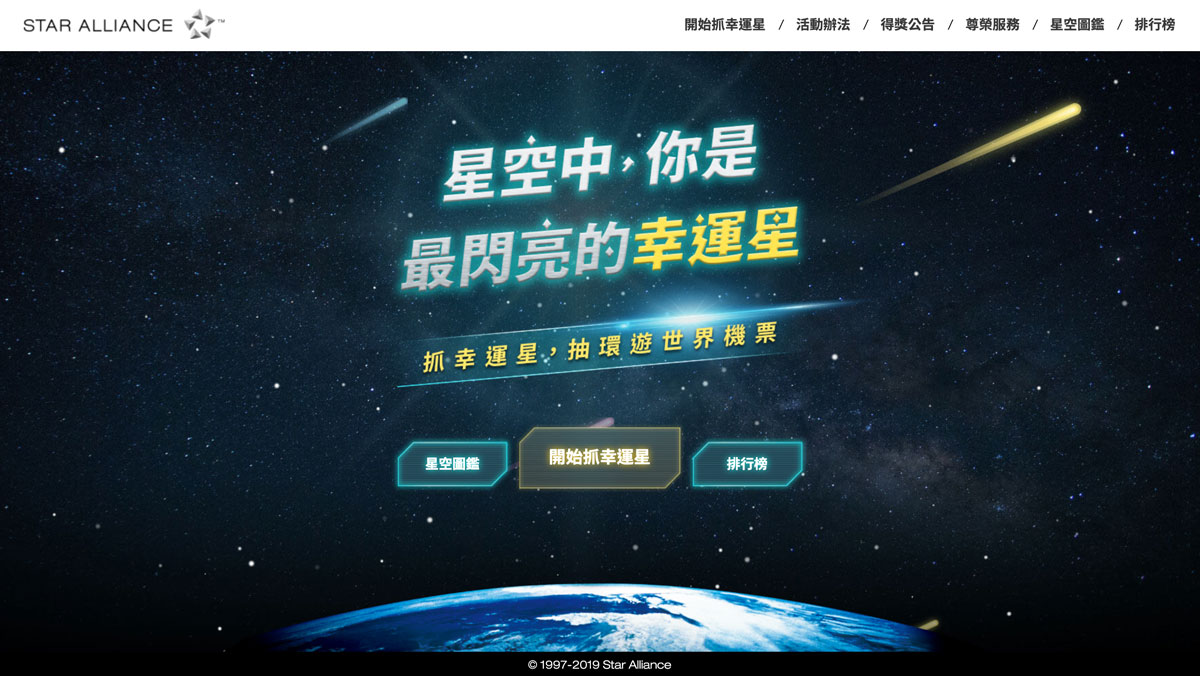 STAR ALLIANCE ™
開始抓幸運星 / 活動辦法 / 得獎公告 / 尊榮服務 / 星空圖鑑 / 排行榜
星空中,你是
最閃亮的幸運星
抓幸運星,抽環遊世界機票
星空圖鑑
開始抓幸運星
排行榜
© 1997-2019 Star Alliance